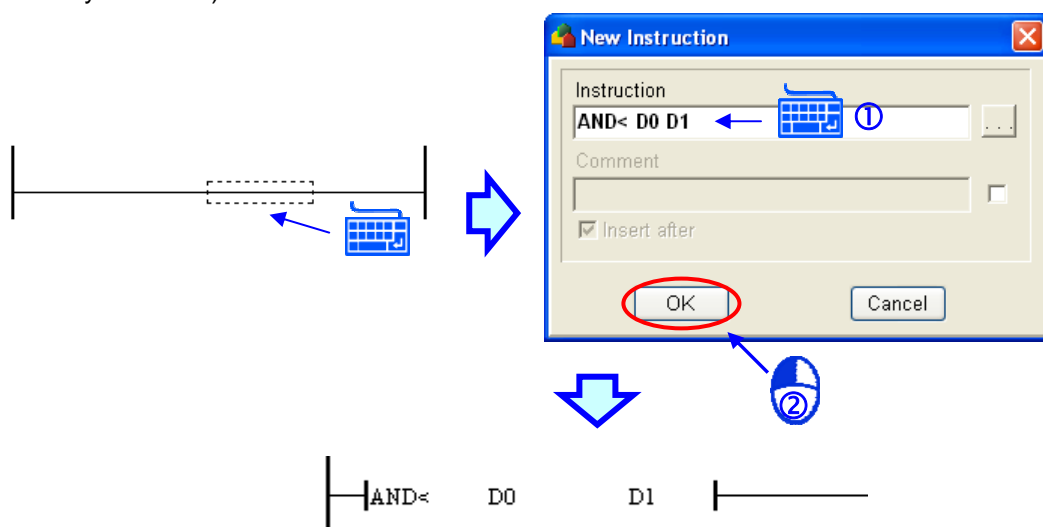 New Instruction
Instruction
AND< D0 D1
①
...
Comment
Insert after
OK
Cancel
②
AND< D0 D1